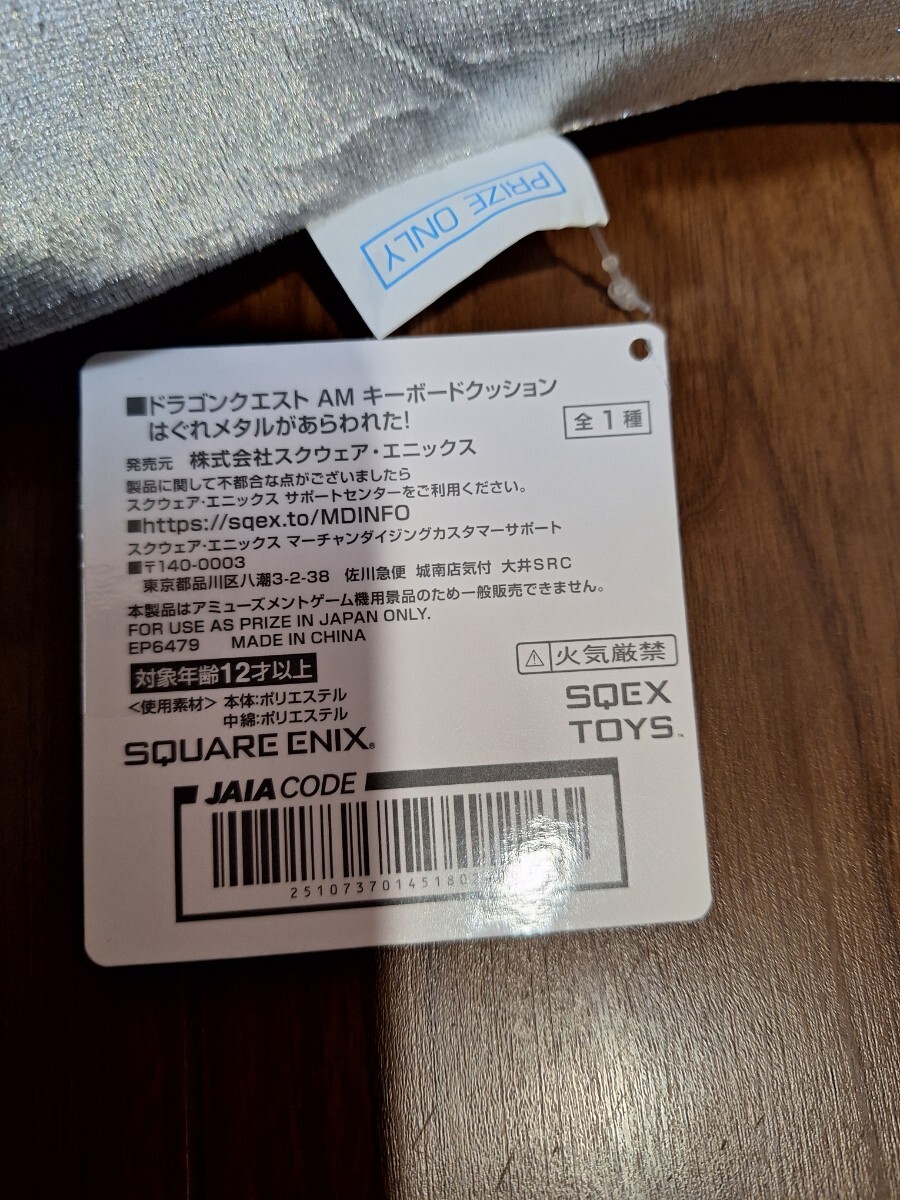 PRIZE ONLY
■ドラゴンクエスト AM キーボードクッション
はぐれメタルがあらわれた!
全1種
発売元 株式会社スクウェア・エニックス
製品に関して不都合な点がございましたら
スクウェア・エニックス サポートセンターをご利用ください。
■https://sqex.to/MDINFO
スクウェア・エニックス マーチャンダイジングカスタマーサポート
■〒140-0003
東京都品川区八潮3-2-38 佐川急便 城南店気付 大井SRC
本製品はアミューズメントゲーム機用景品のため一般販売できません。
FOR USE AS PRIZE IN JAPAN ONLY.
EP6479 MADE IN CHINA
対象年齢12才以上
⚠火気厳禁
<使用素材> 本体:ポリエステル
中綿:ポリエステル
SQEX
TOYS™
SQUARE ENIX®
JAIA CODE